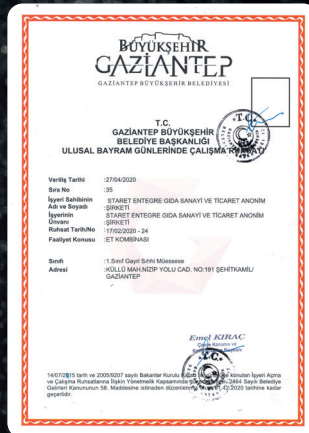 BÜYÜKŞEHİR
GAZİANTEP
GAZİANTEP BÜYÜKŞEHİR BELEDİYESİ
T.C.
GAZİANTEP BÜYÜKŞEHİR
BELEDİYE BAŞKANLIĞI
ULUSAL BAYRAM GÜNLERİNDE ÇALIŞMA RUHSATI
Veriliş Tarihi :27/04/2020
Sıra No :35
İşyeri Sahibinin Adı ve Soyadı : STARET ENTEGRE GIDA SANAYİ VE TİCARET ANONİM ŞİRKETİ
İşyerinin Ünvanı : STARET ENTEGRE GIDA SANAYİ VE TİCARET ANONİM ŞİRKETİ
Ruhsat Tarih/No :17/02/2020 - 24
Faaliyet Konusu :ET KOMBİNASI
Sınıfı :1.Sınıf Gayri Sıhhi Müessese
Adresi :KÜLLÜ MAH.NİZİP YOLU CAD. NO:191 ŞEHİTKAMİL/
GAZİANTEP
Emel KIRAÇ
Çevre Koruma ve
Başkanı
T.C.
14/07/2015 tarih ve 2005/9207 sayılı Bakanlar Kurulu konulan İşyeri Açma
ve Çalışma Ruhsatlarına İlişkin Yönetmelik Kapsamında 2464 Sayılı Belediye
Gelirleri Kanununun 58. Maddesine istinaden 2020 tarihine kadar
geçerlidir.